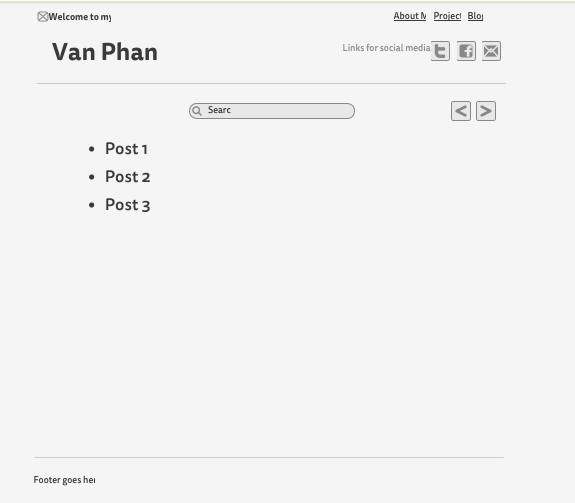 Welcome to my
About M Project Blog
Van Phan
Links for social media
Searc
Post 1
Post 2
Post 3
Footer goes her